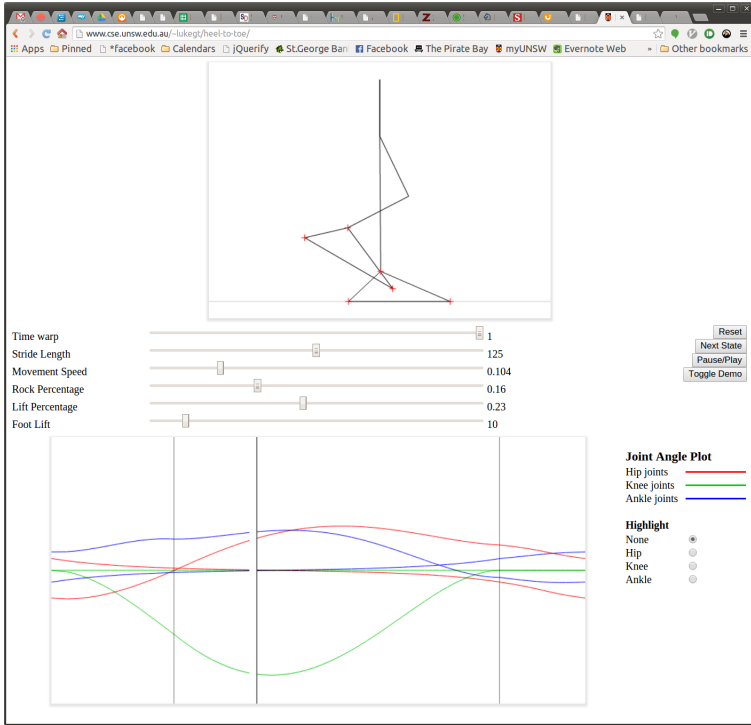 www.cse.unsw.edu.au/~lukegt/heel-to-toe/
Apps Pinned *facebook Calendars jQuerify St.George Ban Facebook The Pirate Bay myUNSW Evernote Web » Other bookmarks
Time warp 1
Stride Length 125
Movement Speed 0.104
Rock Percentage 0.16
Lift Percentage 0.23
Foot Lift 10
Reset
Next State
Pause/Play
Toggle Demo
Joint Angle Plot
Hip joints
Knee joints
Ankle joints
Highlight
None
Hip
Knee
Ankle